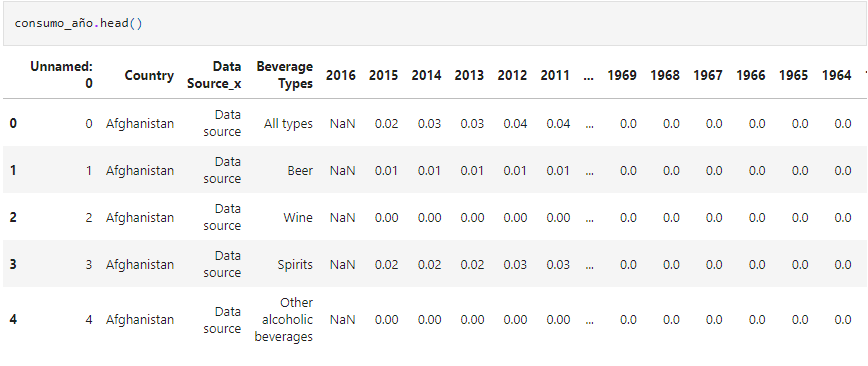 consumo_año.head()
Unnamed: 0 Country Data Source_x Beverage Types 2016 2015 2014 2013 2012 2011 ... 1969 1968 1967 1966 1965 1964
0 0 Afghanistan Data source All types NaN 0.02 0.03 0.03 0.04 0.04 ... 0.0 0.0 0.0 0.0 0.0 0.0
1 1 Afghanistan Data source Beer NaN 0.01 0.01 0.01 0.01 0.01 ... 0.0 0.0 0.0 0.0 0.0 0.0
2 2 Afghanistan Data source Wine NaN 0.00 0.00 0.00 0.00 0.00 ... 0.0 0.0 0.0 0.0 0.0 0.0
3 3 Afghanistan Data source Spirits NaN 0.02 0.02 0.02 0.03 0.03 ... 0.0 0.0 0.0 0.0 0.0 0.0
4 4 Afghanistan Data source Other alcoholic beverages NaN 0.00 0.00 0.00 0.00 0.00 ... 0.0 0.0 0.0 0.0 0.0 0.0